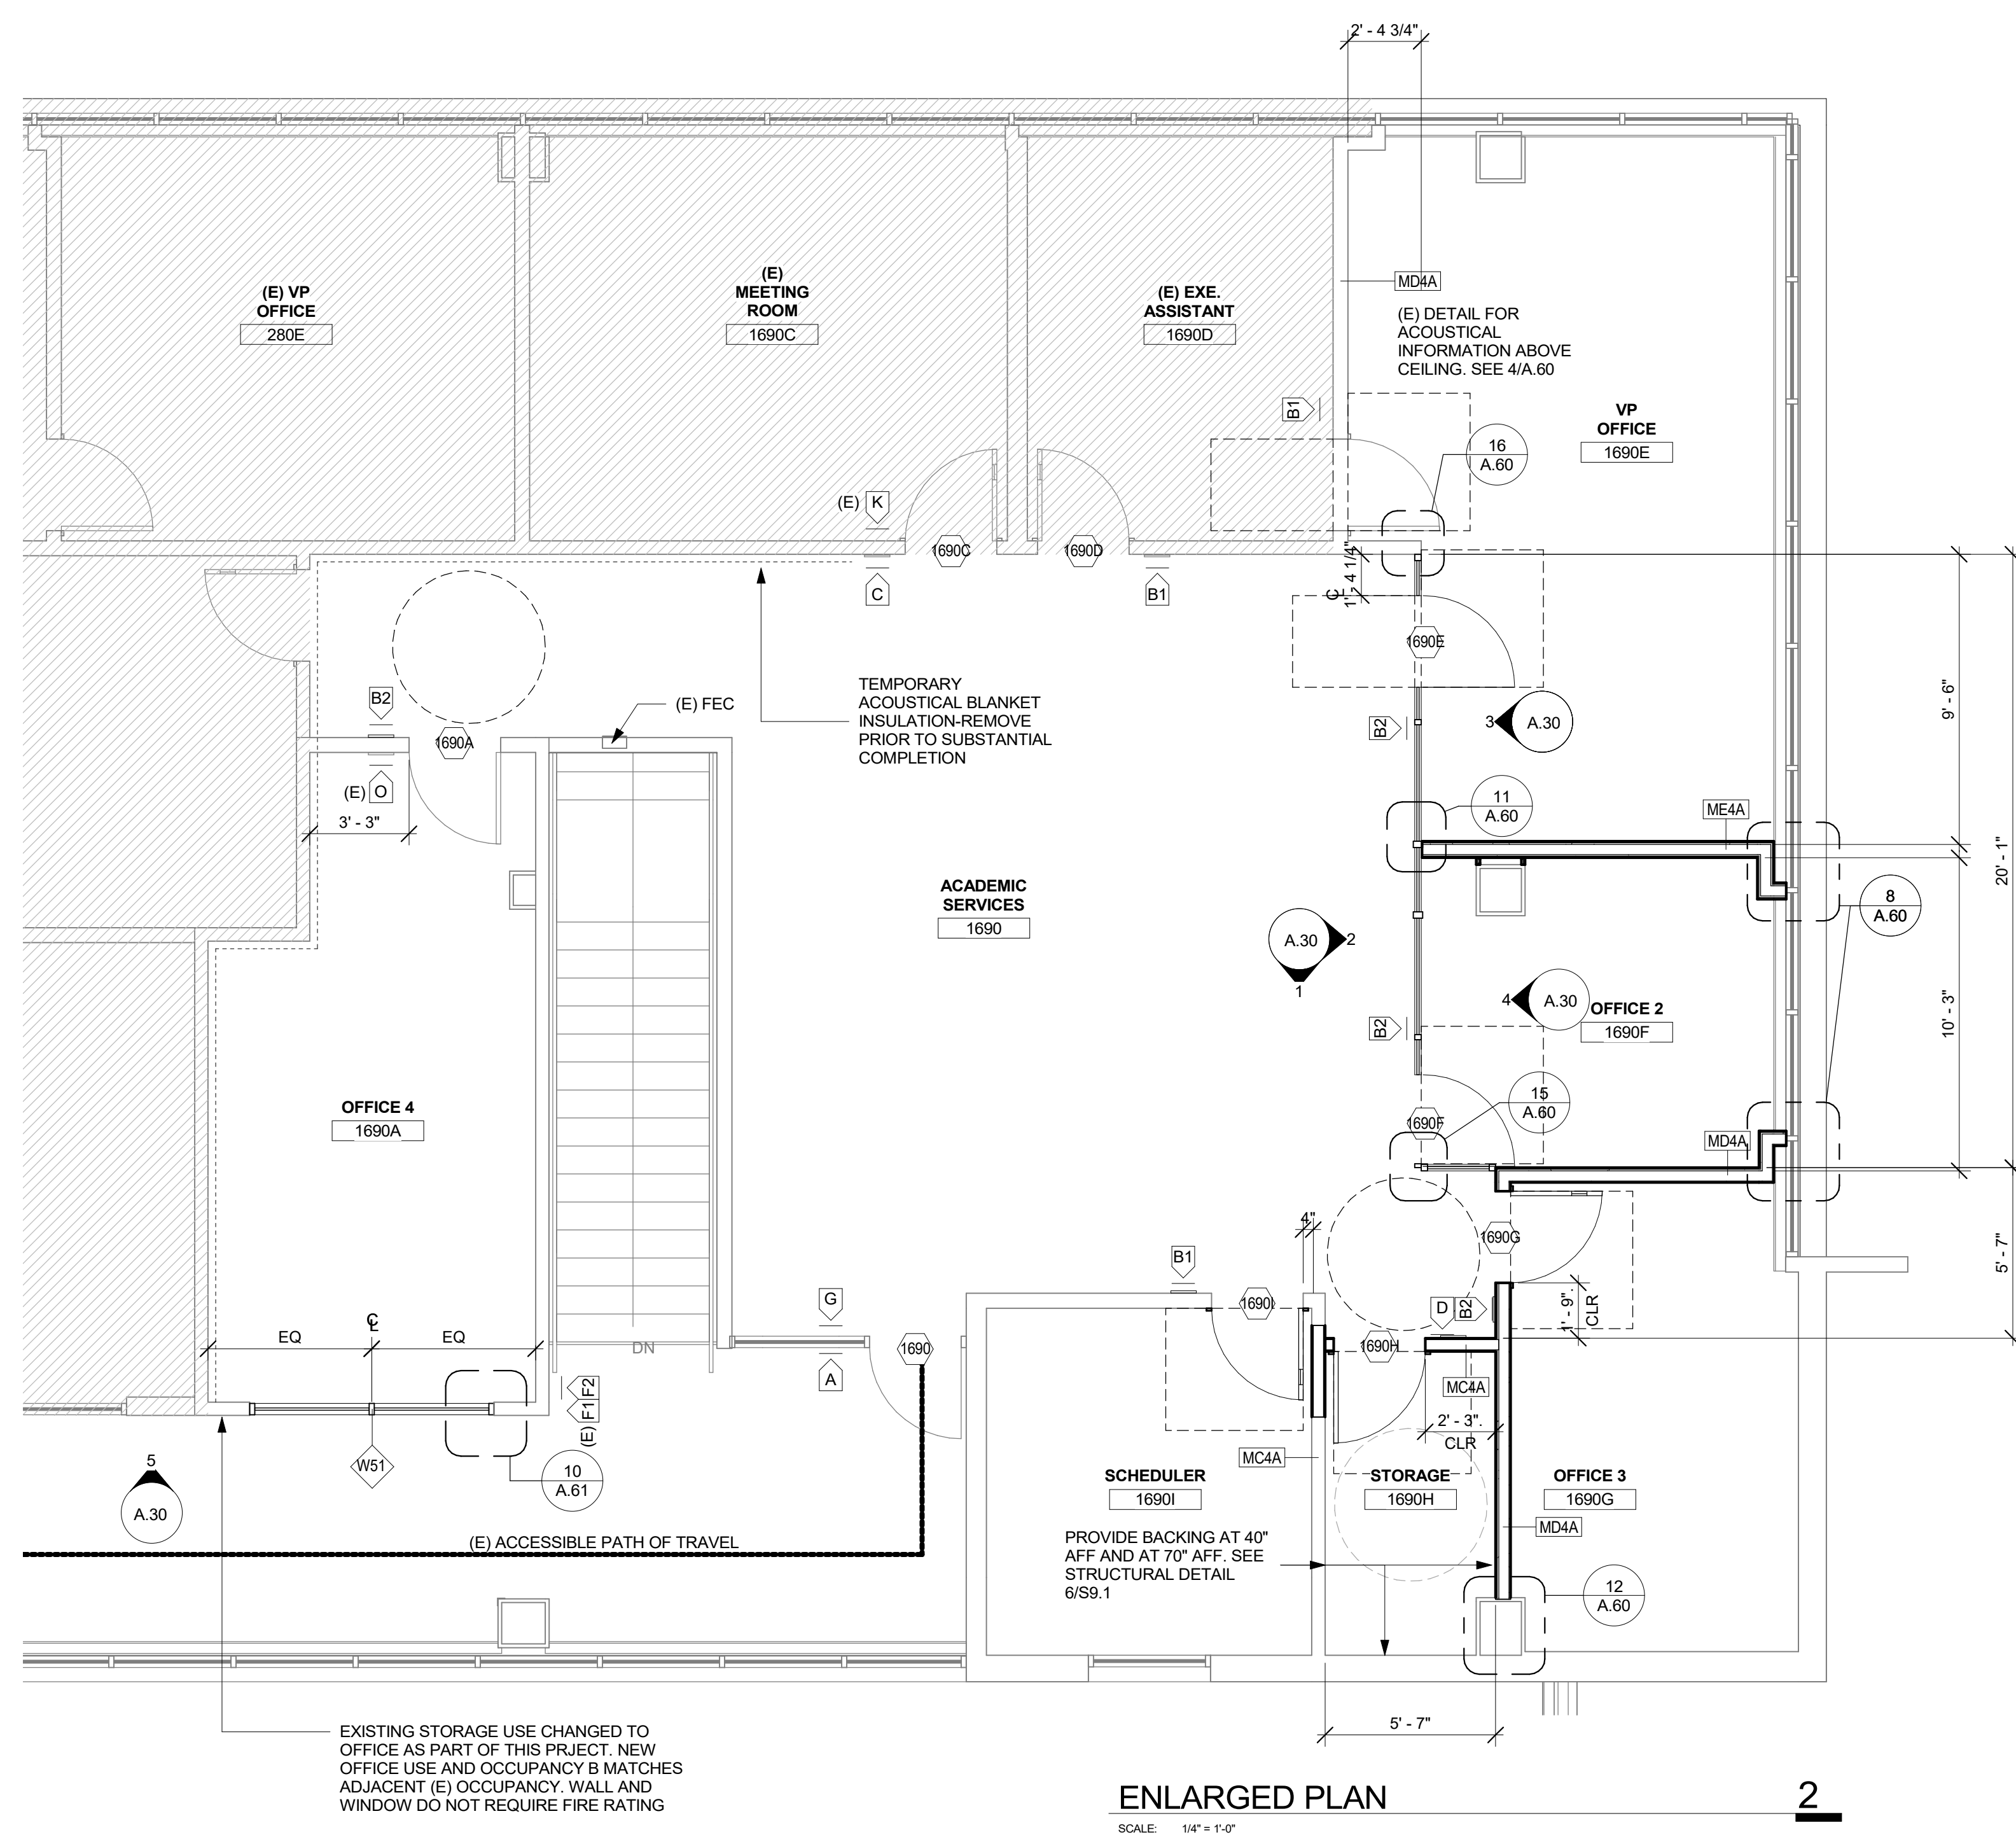 2' - 4 3/4"
(E) VP
OFFICE
280E
(E)
MEETING
ROOM
1690C
(E) EXE.
ASSISTANT
1690D
MD4A
(E) DETAIL FOR
ACOUSTICAL
INFORMATION ABOVE
CEILING. SEE 4/A.60
VP
OFFICE
1690E
B1
16
A.60
(E) K
1690C
1690D
C
B1
1' - 4 1/4"
CL
1690E
9' - 6"
TEMPORARY
ACOUSTICAL BLANKET
INSULATION-REMOVE
PRIOR TO SUBSTANTIAL
COMPLETION
B2
(E) FEC
1690A
(E) O
3' - 3"
B2
3 A.30
11
A.60
ME4A
20' - 1"
8
A.60
ACADEMIC
SERVICES
1690
A.30 2
1
4 A.30
OFFICE 2
1690F
10' - 3"
B2
15
A.60
1690F
MD4A
OFFICE 4
1690A
4"
1690G
5' - 7"
B1
G
1690I
D B2
1' - 9".
CLR
EQ
CL
EQ
DN
1690
1690H
A
(E) F1 F2
MC4A
2' - 3".
CLR
W51
5
A.30
10
A.61
MC4A
SCHEDULER
1690I
STORAGE
1690H
OFFICE 3
1690G
MD4A
(E) ACCESSIBLE PATH OF TRAVEL
PROVIDE BACKING AT 40"
AFF AND AT 70" AFF. SEE
STRUCTURAL DETAIL
6/S9.1
12
A.60
5' - 7"
EXISTING STORAGE USE CHANGED TO
OFFICE AS PART OF THIS PRJECT. NEW
OFFICE USE AND OCCUPANCY B MATCHES
ADJACENT (E) OCCUPANCY. WALL AND
WINDOW DO NOT REQUIRE FIRE RATING
ENLARGED PLAN
2
SCALE: 1/4" = 1'-0"